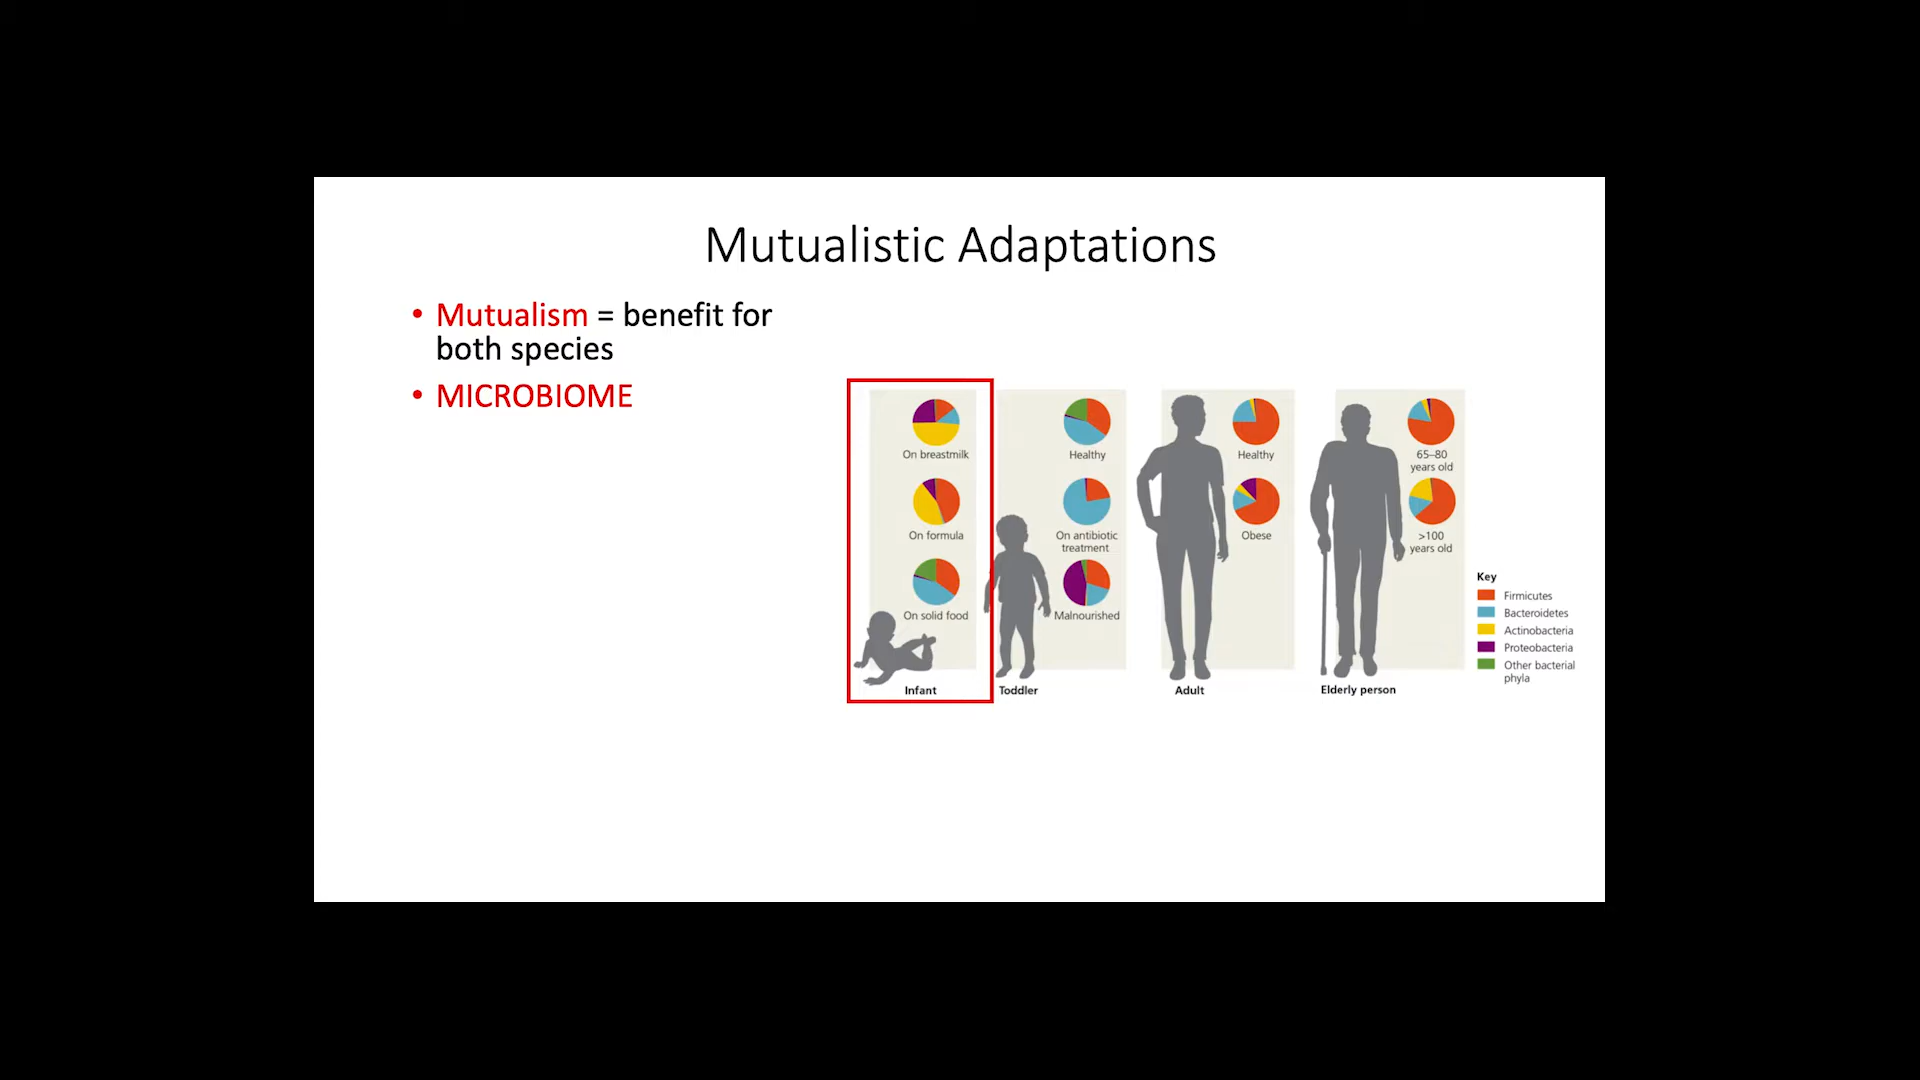 Mutualistic Adaptations
• Mutualism = benefit for
both species
• MICROBIOME
On breastmilk
On formula
On solid food
Infant
Healthy
On antibiotic
treatment
Malnourished
Toddler
Healthy
Obese
Adult
65–80
years old
>100
years old
Elderly person
Key
Firmicutes
Bacteroidetes
Actinobacteria
Proteobacteria
Other bacterial
phyla